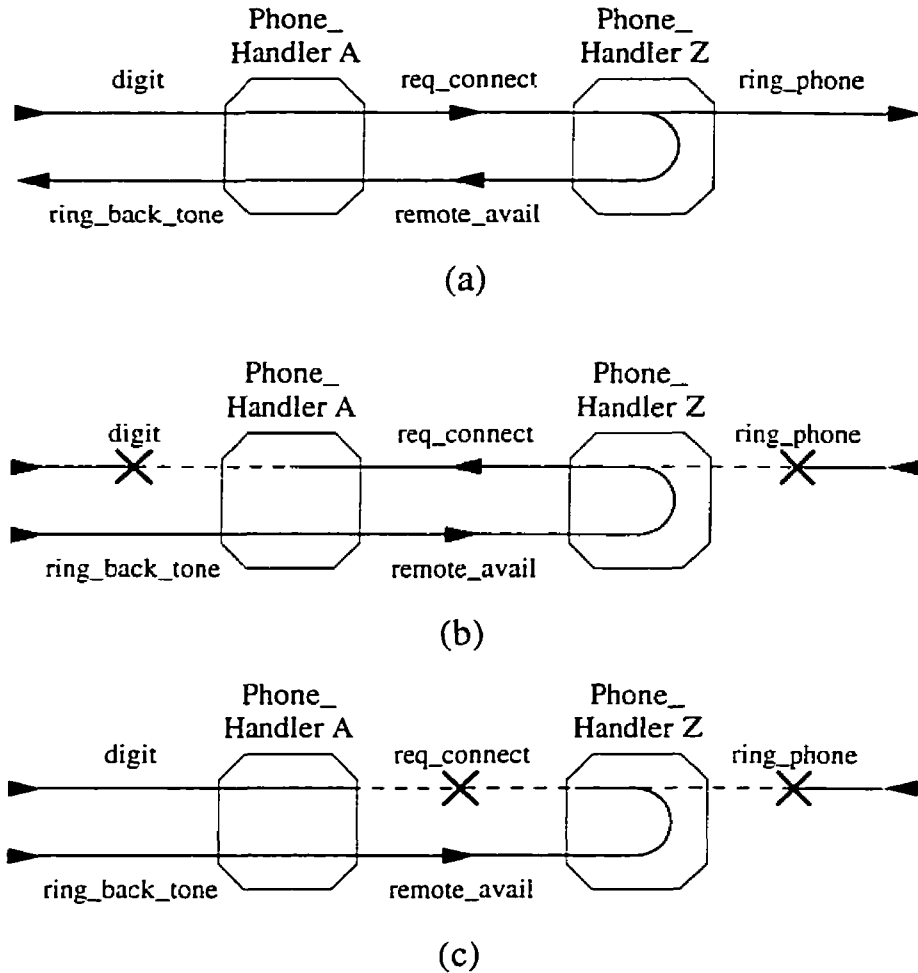 Phone_
Handler A
Phone_
Handler Z
digit
req_connect
ring_phone
ring_back_tone
remote_avail
(a)
Phone_
Handler A
Phone_
Handler Z
digit
req_connect
ring_phone
ring_back_tone
remote_avail
(b)
Phone_
Handler A
Phone_
Handler Z
digit
req_connect
ring_phone
ring_back_tone
remote_avail
(c)